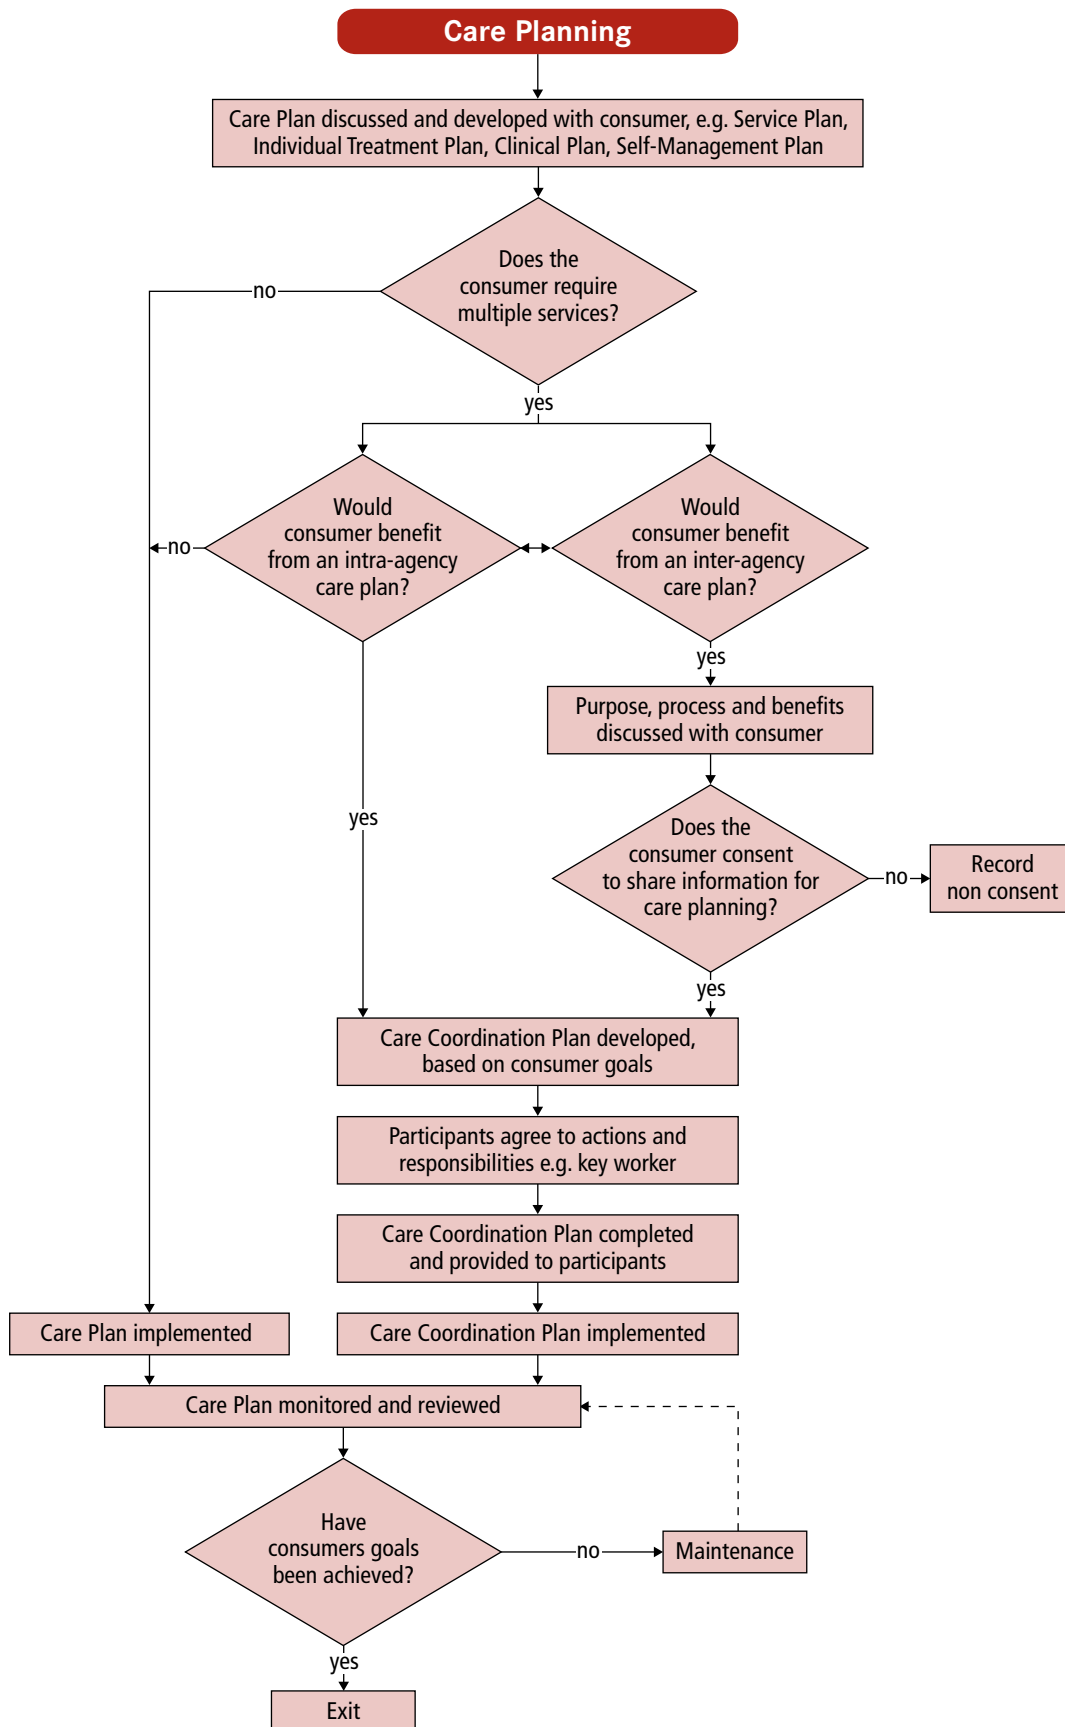 Care Planning
Care Plan discussed and developed with consumer, e.g. Service Plan,
Individual Treatment Plan, Clinical Plan, Self-Management Plan
Does the
consumer require
multiple services?
no
yes
Would
consumer benefit
from an intra-agency
care plan?
Would
consumer benefit
from an inter-agency
care plan?
no
yes
Purpose, process and benefits
discussed with consumer
yes
Does the
consumer consent
to share information for
care planning?
no
Record
non consent
yes
Care Coordination Plan developed,
based on consumer goals
Participants agree to actions and
responsibilities e.g. key worker
Care Coordination Plan completed
and provided to participants
Care Plan implemented
Care Coordination Plan implemented
Care Plan monitored and reviewed
Have
consumers goals
been achieved?
no
Maintenance
yes
Exit